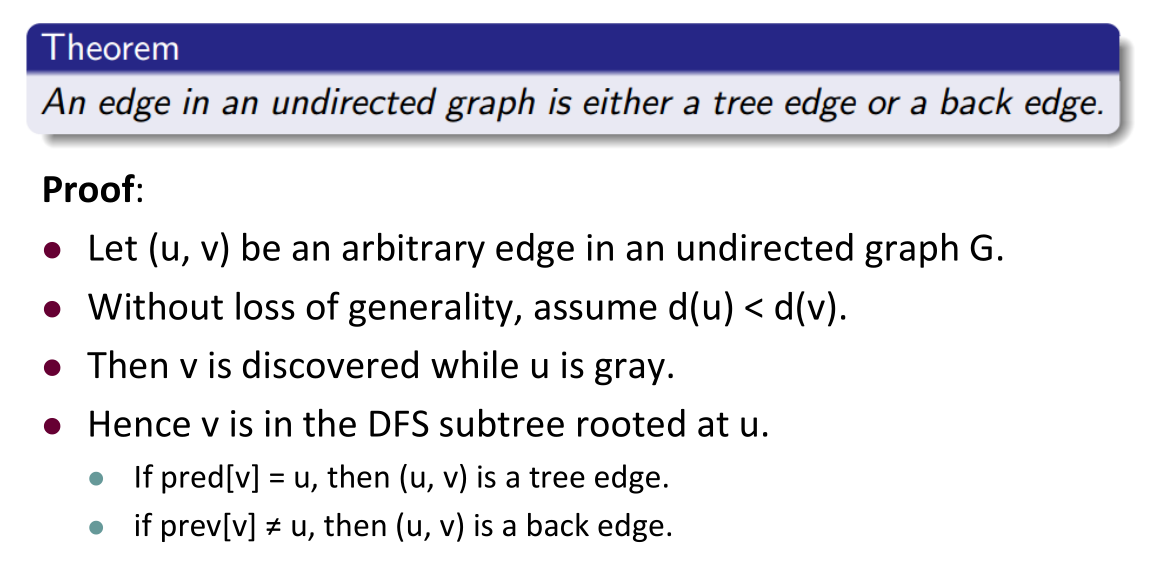 Theorem
An edge in an undirected graph is either a tree edge or a back edge.
Proof:
● Let (u, v) be an arbitrary edge in an undirected graph G.
● Without loss of generality, assume d(u) < d(v).
● Then v is discovered while u is gray.
● Hence v is in the DFS subtree rooted at u.
● If pred[v] = u, then (u, v) is a tree edge.
● if prev[v] ≠ u, then (u, v) is a back edge.